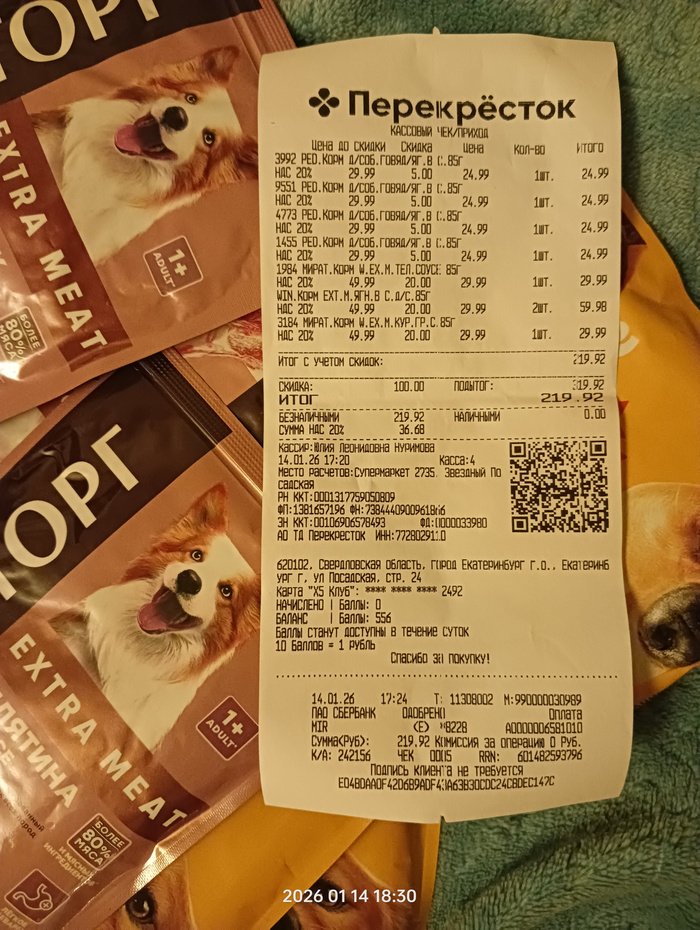 ТОРГ
EXTRA MEAT
1+
ADULT
БОЛЕЕ
80%
МЯСА
Перекрёсток
КАССОВЫЙ ЧЕК/ПРИХОД
ЦЕНА ДО СКИДКИ СКИДКА ЦЕНА КОЛ-ВО ИТОГО
3992 РЕД.КОРМ Д/СОБ.ГОВЯД/ЯГ.В С.85Г
НДС 20% 29.99 5.00 24.99 1ШТ. 24.99
9551 РЕД.КОРМ Д/СОБ.ГОВЯД/ЯГ.В С.85Г
НДС 20% 29.99 5.00 24.99 1ШТ. 24.99
4773 РЕД.КОРМ Д/СОБ.ГОВЯД/ЯГ.В С.85Г
НДС 20% 29.99 5.00 24.99 1ШТ. 24.99
1455 РЕД.КОРМ Д/СОБ.ГОВЯД/ЯГ.В С.85Г
НДС 20% 29.99 5.00 24.99 1ШТ. 24.99
1984 МИРАТ.КОРМ W.EX.M.ТЕЛ.СОУСЕ 85Г
НДС 20% 49.99 20.00 29.99 1ШТ. 29.99
WIN.КОРМ EXT.M.ЯГН.В С.Д/С.85Г
НДС 20% 49.99 20.00 29.99 2ШТ. 59.98
3184 МИРАТ.КОРМ W.EX.M.КУР.ГР.С.85Г
НДС 20% 49.99 20.00 29.99 1ШТ. 29.99
ИТОГ С УЧЕТОМ СКИДОК: 219.92
СКИДКА: 100.00 ПОДЫТОГ: 319.92
ИТОГ 219.92
БЕЗНАЛИЧНЫМИ 219.92 НАЛИЧНЫМИ 0.00
СУММА НДС 20% 36.68
Кассир:Юлия Леонидовна Нуримова
14.01.26 17:20 Касса:4
Место расчетов:Супермаркет 2735. Звездный По
садская
РН ККТ:0001317759050809
ФП:1381657196
ЗН ККТ:00106906578493 ФД:0000033980
АО ТД Перекресток
620102, Свердловская область, город Екатеринбург г.о., Екатеринб
ург г, ул Посадская, стр. 24
Карта "X5 Клуб": **** **** **** 2492
НАЧИСЛЕНО | Баллы: 0
БАЛАНС | Баллы: 556
Баллы станут доступны в течение суток
10 Баллов = 1 рубль
Спасибо за покупку!
14.01.26 17:24 Т: 11308002 М:990000030989
ПАО СБЕРБАНК ОДОБРЕНО Оплата
MIR (E) *8228 A0000006581010
Сумма(Руб): 219.92 Комиссия за операцию 0 Руб.
К/А: 242156 ЧЕК 0015 RRN: 601482593796
Подпись клиента не требуется
ТОРГ
EXTRA MEAT
1+
ADULT
БОЛЕЕ
80%
МЯСА
И МЯСНЫХ
ИНГРЕДИЕНТОВ
2026 01 14 18:30